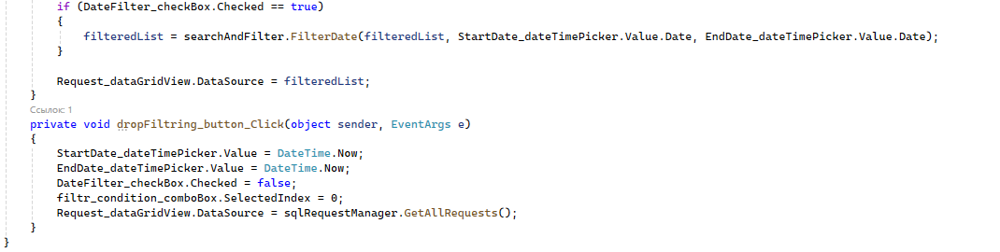 if (DateFilter_checkBox.Checked == true)
{
filteredList = searchAndFilter.FilterDate(filteredList, StartDate_dateTimePicker.Value.Date, EndDate_dateTimePicker.Value.Date);
}
Request_dataGridView.DataSource = filteredList;
}
Ссылок: 1
private void dropFiltring_button_Click(object sender, EventArgs e)
{
StartDate_dateTimePicker.Value = DateTime.Now;
EndDate_dateTimePicker.Value = DateTime.Now;
DateFilter_checkBox.Checked = false;
filtr_condition_comboBox.SelectedIndex = 0;
Request_dataGridView.DataSource = sqlRequestManager.GetAllRequests();
}
}